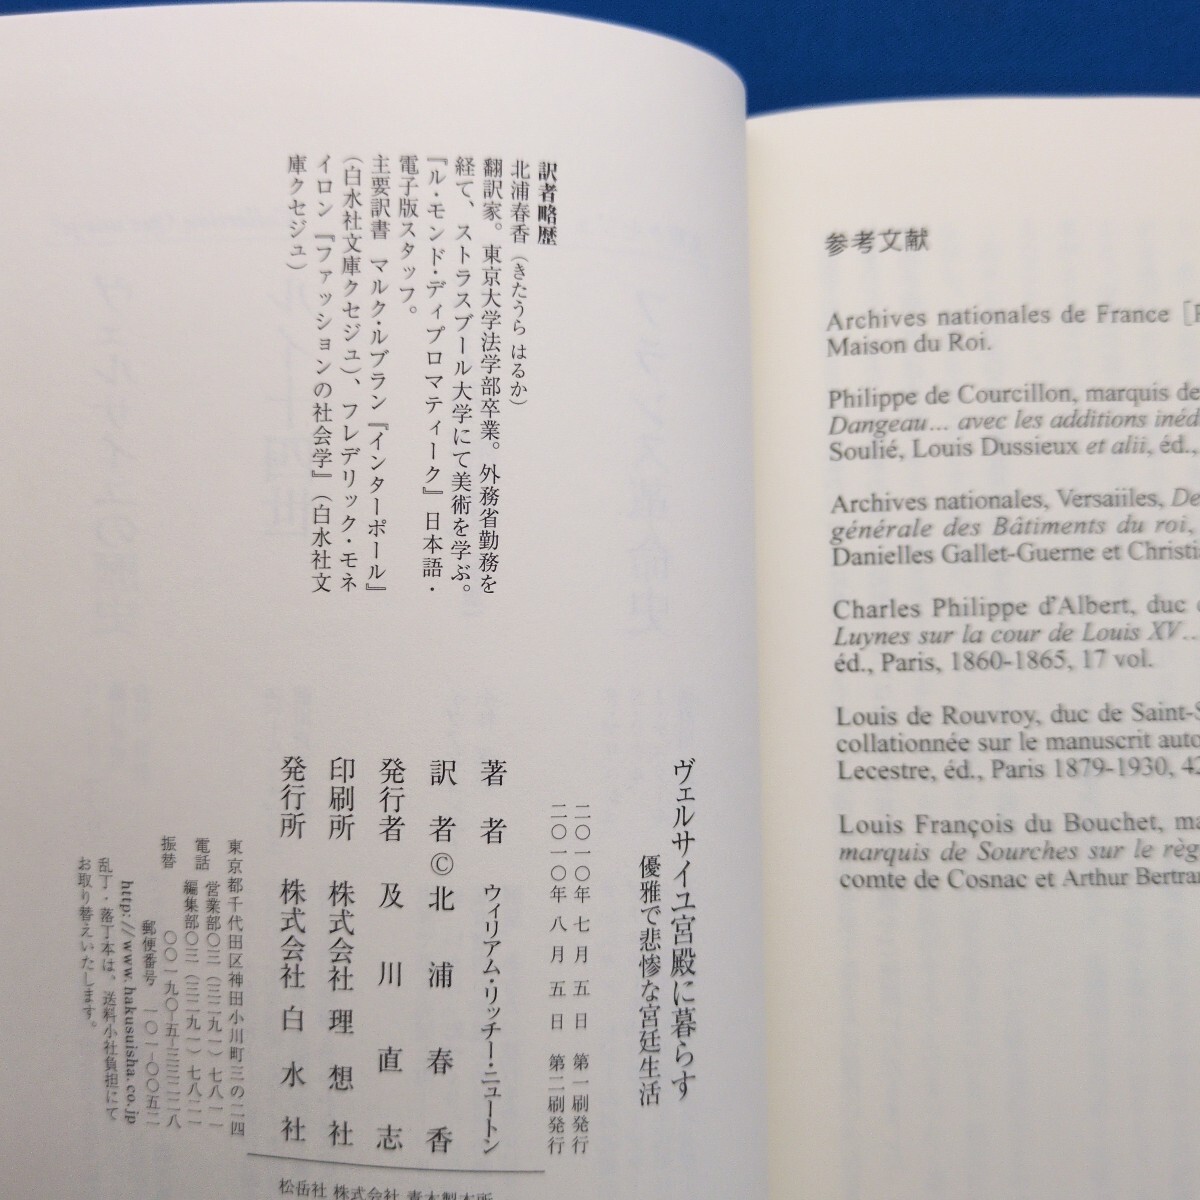 訳者略歴
北浦春香（きたうら はるか）
翻訳家。東京大学法学部卒業。外務省勤務を
経て、ストラスブール大学にて美術を学ぶ。
『ル・モンド・ディプロマティーク』日本語・
電子版スタッフ。
主要訳書 マルク・ルブラン『インターポール』
（白水社文庫クセジュ）、フレデリック・モネ
イロン『ファッションの社会学』（白水社文
庫クセジュ）
ヴェルサイユ宮殿に暮らす
優雅で悲惨な宮廷生活
二〇一〇年 七月 五日 第一刷発行
二〇一〇年 八月 五日 第二刷発行
著者 ウィリアム・リッチー・ニュートン
訳者 © 北浦春香
発行者 及川直志
印刷所 株式会社 理想社
発行所 株式会社 白水社
東京都千代田区神田小川町三の二四
電話 営業部〇三（三二九一）七八一一
編集部〇三（三二九一）七八二一
振替 〇〇一九〇-五-三三二二八
郵便番号 一〇一-〇〇五二
http://www.hakusuisha.co.jp
乱丁・落丁本は、送料小社負担にて
お取り替えいたします。
松岳社 株式会社 青木製本所
参考文献
Archives nationales de France [
Maison du Roi.
Philippe de Courcillon, marquis de
Dangeau... avec les additions inéd
Soulié, Louis Dussieux et alii, éd.,
Archives nationales, Versaiiles, De
générale des Bâtiments du roi,
Danielles Gallet-Guerne et Christi
Charles Philippe d'Albert, duc
Luynes sur la cour de Louis XV...
éd., Paris, 1860-1865, 17 vol.
Louis de Rouvroy, duc de Saint-S
collationnée sur le manuscrit auto
Lecestre, éd., Paris 1879-1930, 42
Louis François du Bouchet, ma
marquis de Sourches sur le règ
comte de Cosnac et Arthur Bertra